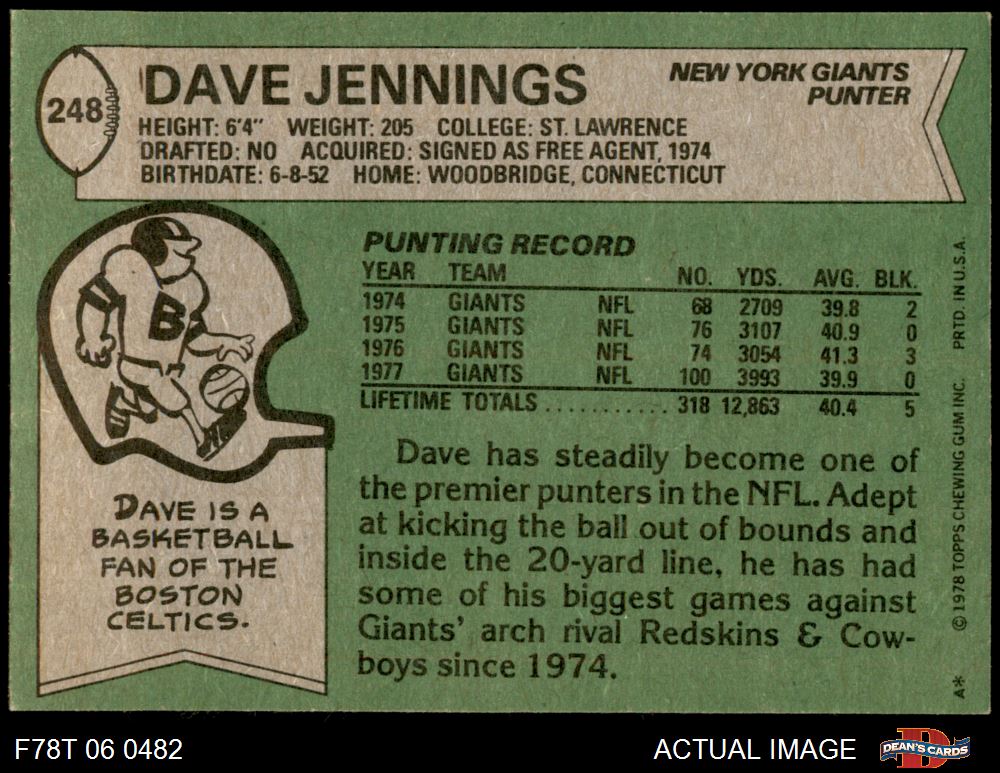 248
DAVE JENNINGS
NEW YORK GIANTS
PUNTER
HEIGHT: 6'4" WEIGHT: 205 COLLEGE: ST. LAWRENCE
DRAFTED: NO ACQUIRED: SIGNED AS FREE AGENT, 1974
BIRTHDATE: 6-8-52 HOME: WOODBRIDGE, CONNECTICUT
B
DAVE IS A
BASKETBALL
FAN OF THE
BOSTON
CELTICS.
PUNTING RECORD
YEAR TEAM NO. YDS. AVG. BLK.
1974 GIANTS NFL 68 2709 39.8 2
1975 GIANTS NFL 76 3107 40.9 0
1976 GIANTS NFL 74 3054 41.3 3
1977 GIANTS NFL 100 3993 39.9 0
LIFETIME TOTALS ........... 318 12,863 40.4 5
Dave has steadily become one of
the premier punters in the NFL. Adept
at kicking the ball out of bounds and
inside the 20-yard line, he has had
some of his biggest games against
Giants' arch rival Redskins & Cow-
boys since 1974.
A* © 1978 TOPPS CHEWING GUM INC. PRTD. IN U.S.A.
F78T 06 0482
ACTUAL IMAGE
D
DEAN'S CARDS